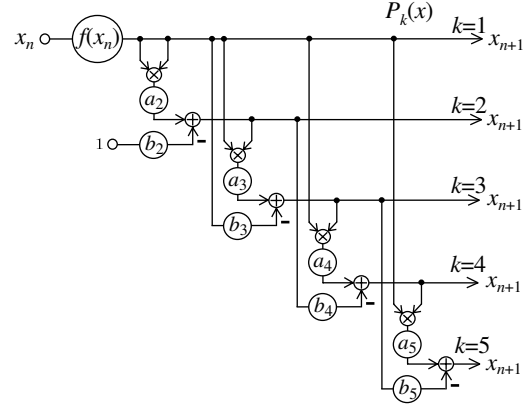 P_k(x)
x_n f(x_n) k=1 x_{n+1}
×
a_2 + k=2 x_{n+1}
1 b_2 -
×
a_3 + k=3 x_{n+1}
b_3 -
×
a_4 + k=4 x_{n+1}
b_4 -
×
a_5 + k=5 x_{n+1}
b_5 -